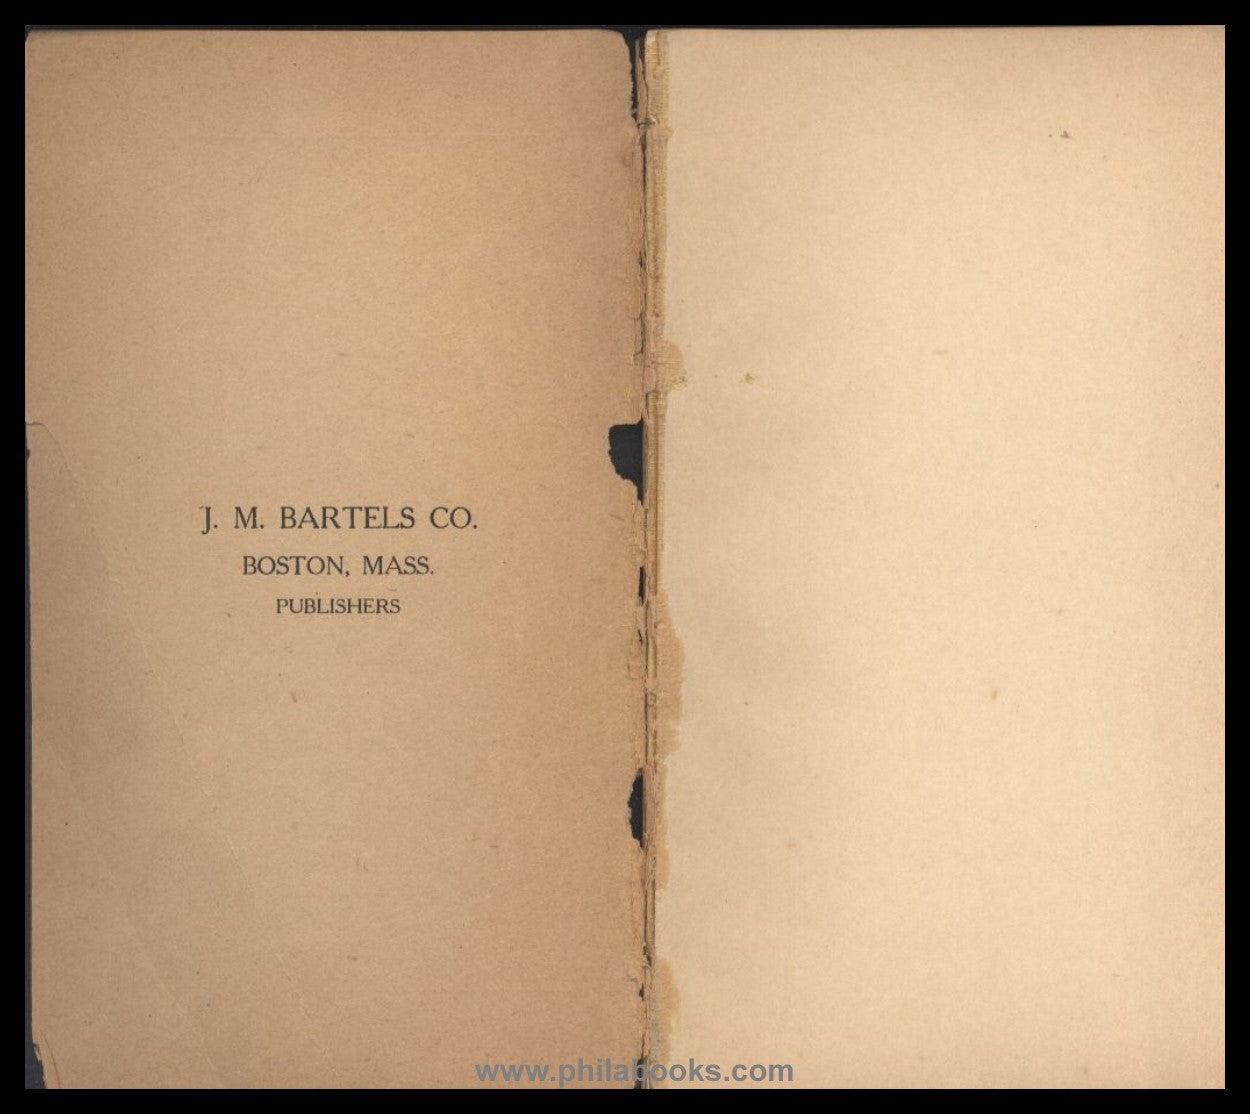 J. M. BARTELS CO.
BOSTON, MASS.
PUBLISHERS
www.philabooks.com